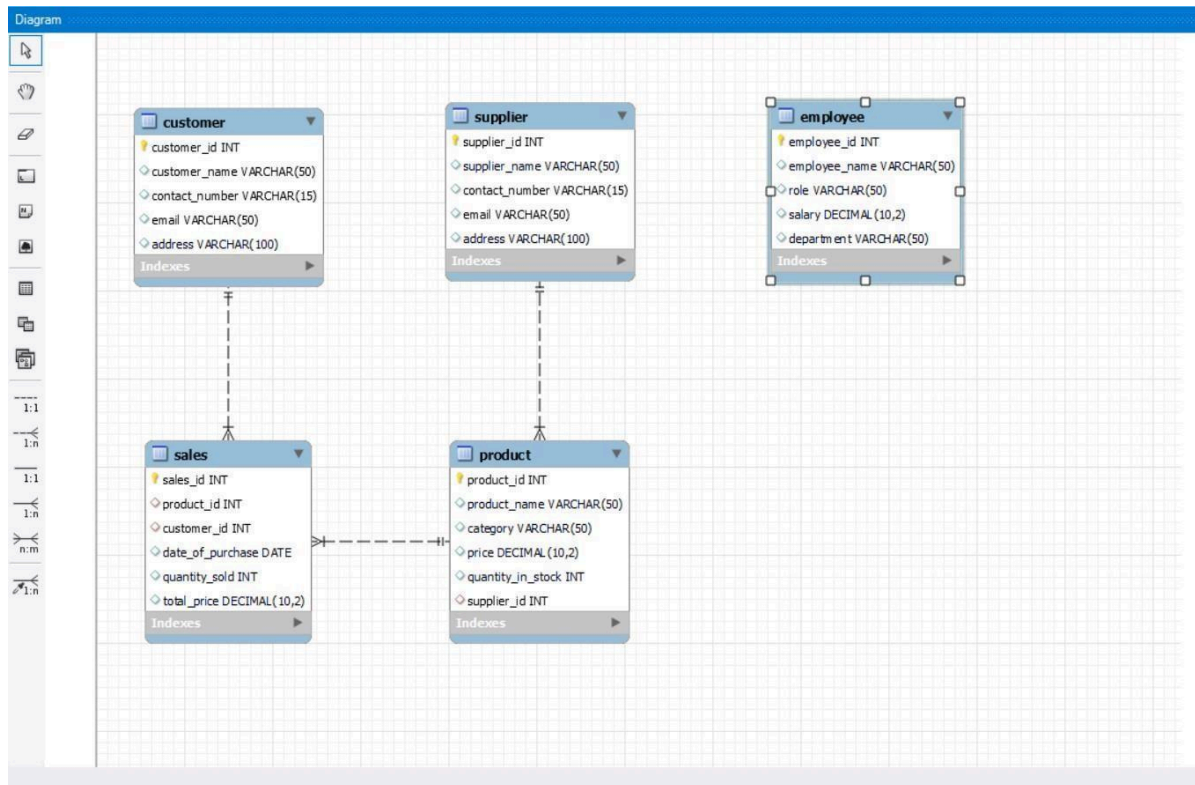 Diagram
customer
customer_id INT
customer_name VARCHAR(50)
contact_number VARCHAR(15)
email VARCHAR(50)
address VARCHAR(100)
Indexes
supplier
supplier_id INT
supplier_name VARCHAR(50)
contact_number VARCHAR(15)
email VARCHAR(50)
address VARCHAR(100)
Indexes
employee
employee_id INT
employee_name VARCHAR(50)
role VARCHAR(50)
salary DECIMAL(10,2)
department VARCHAR(50)
Indexes
sales
sales_id INT
product_id INT
customer_id INT
date_of_purchase DATE
quantity_sold INT
total_price DECIMAL(10,2)
Indexes
product
product_id INT
product_name VARCHAR(50)
category VARCHAR(50)
price DECIMAL(10,2)
quantity_in_stock INT
supplier_id INT
Indexes
1:1
1:n
1:1
1:n
n:m
1:n